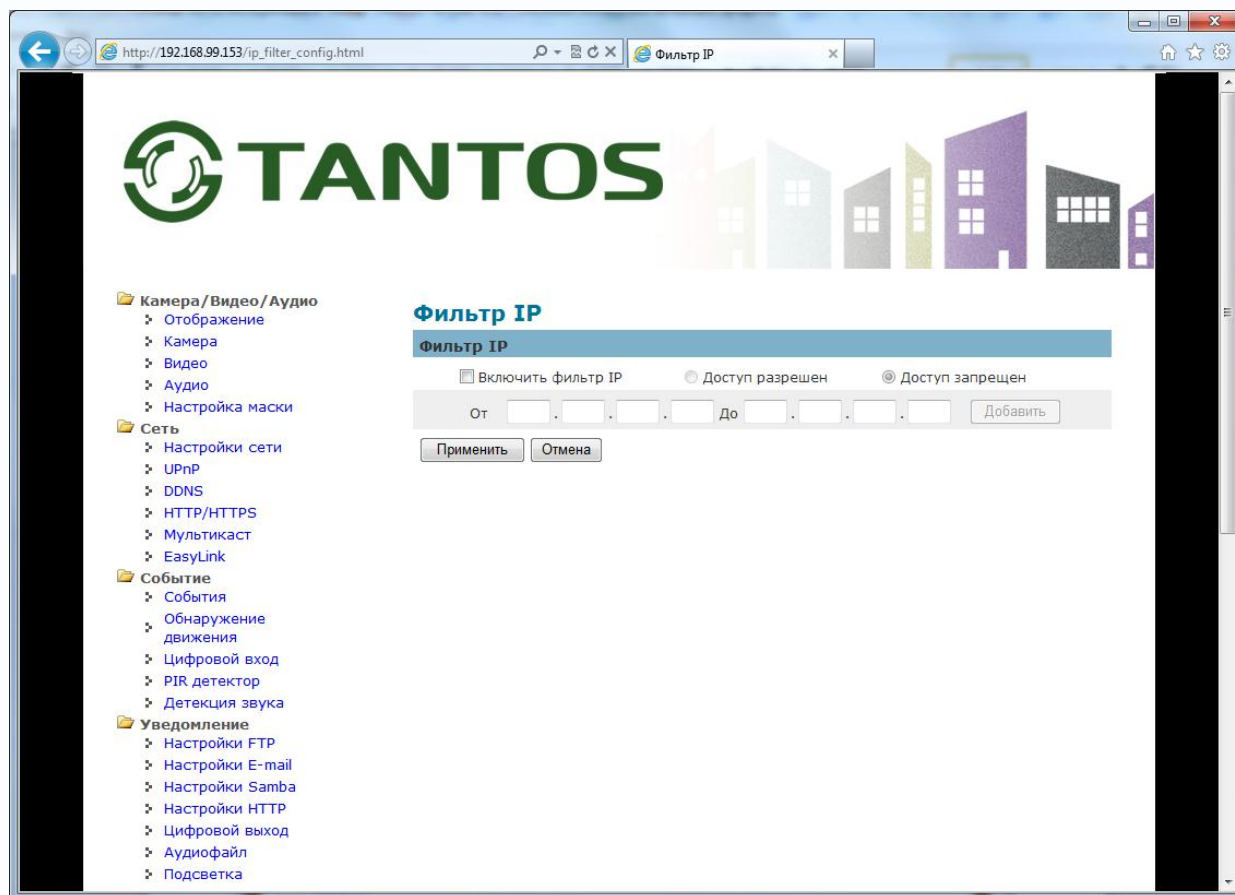 http://192.168.99.153/ip_filter_config.html
Фильтр IP
TANTOS
Камера/Видео/Аудио
Отображение
Камера
Видео
Аудио
Настройка маски
Сеть
Настройки сети
UPnP
DDNS
HTTP/HTTPS
Мультикаст
EasyLink
Событие
События
Обнаружение
движения
Цифровой вход
PIR детектор
Детекция звука
Уведомление
Настройки FTP
Настройки E-mail
Настройки Samba
Настройки HTTP
Цифровой выход
Аудиофайл
Подсветка
Фильтр IP
Фильтр IP
Включить фильтр IP Доступ разрешен Доступ запрещен
От . . . До . . . Добавить
Применить Отмена